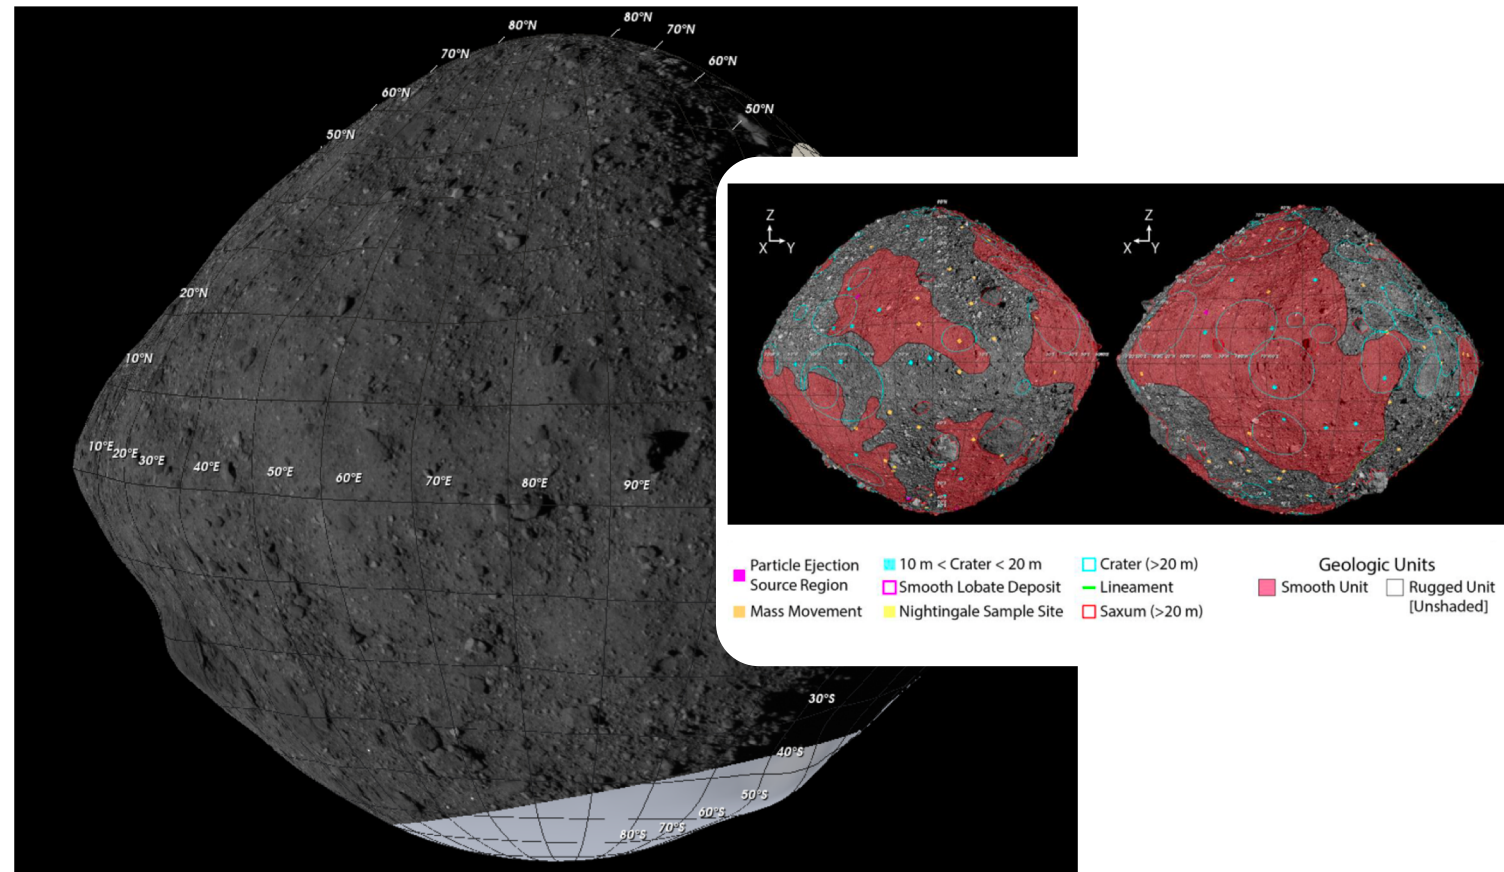 80°N
80°N
70°N
70°N
60°N
60°N
50°N
50°N
20°N
10°N
10°E
20°E
30°E
40°E
50°E
60°E
70°E
80°E
90°E
30°S
40°S
50°S
60°S
70°S
80°S
Z
X Y
Z
X Y
Particle Ejection
Source Region
Mass Movement
10 m < Crater < 20 m
Smooth Lobate Deposit
Nightingale Sample Site
Crater (>20 m)
Lineament
Saxum (>20 m)
Geologic Units
Smooth Unit
Rugged Unit
[Unshaded]